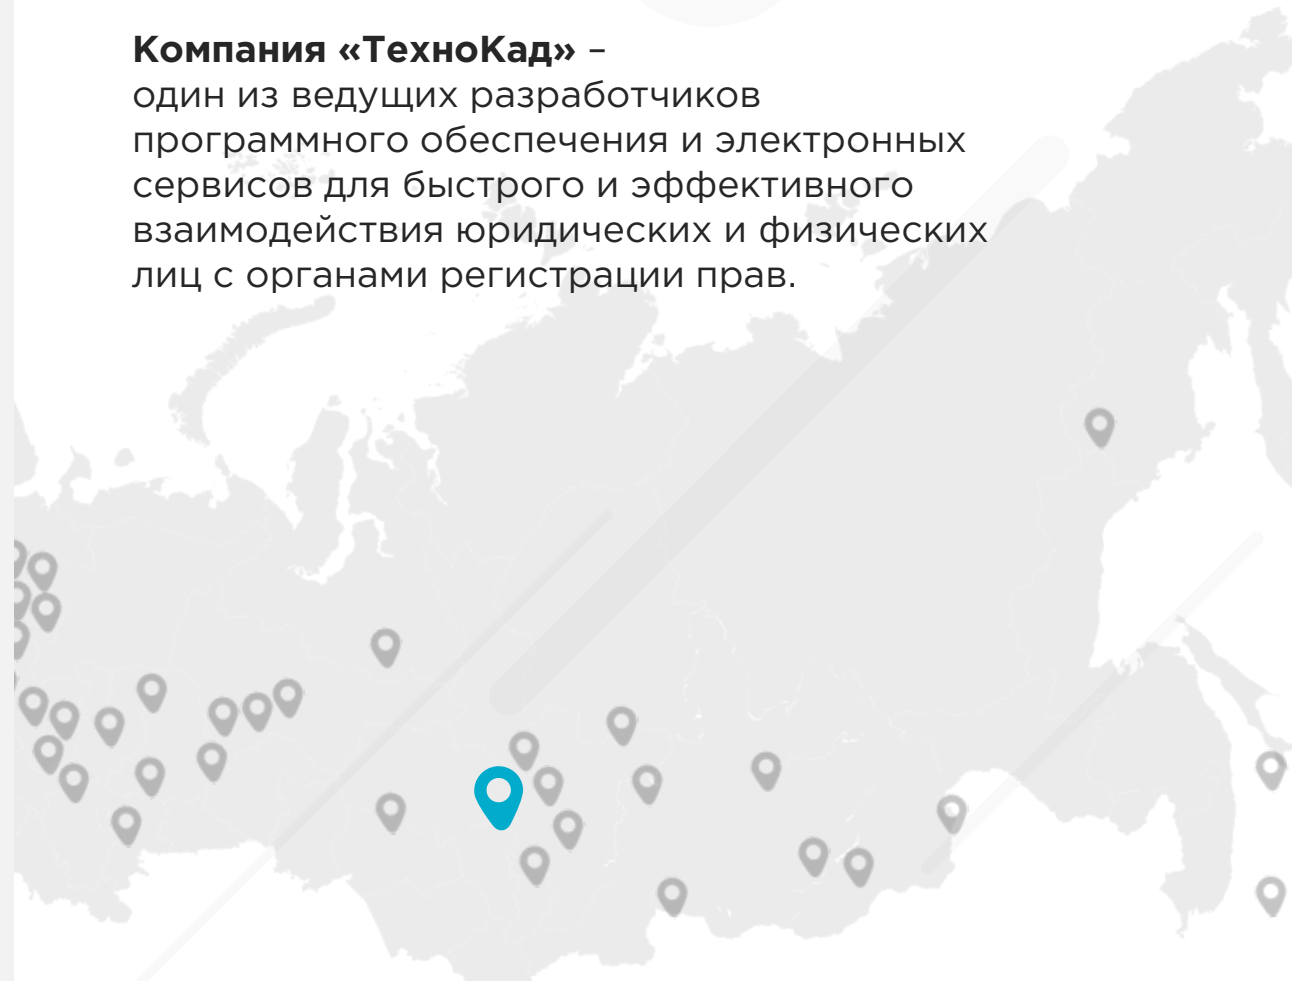 Компания «ТехноКад» –
один из ведущих разработчиков
программного обеспечения и электронных
сервисов для быстрого и эффективного
взаимодействия юридических и физических
лиц с органами регистрации прав.